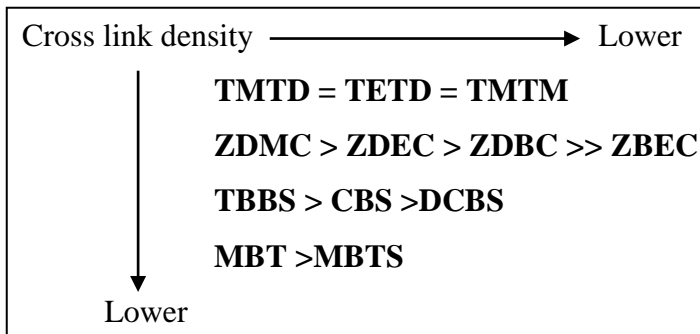 Cross link density Lower
TMTD = TETD = TMTM
ZDMC > ZDEC > ZDBC >> ZBEC
TBBS > CBS >DCBS
MBT >MBTS
Lower